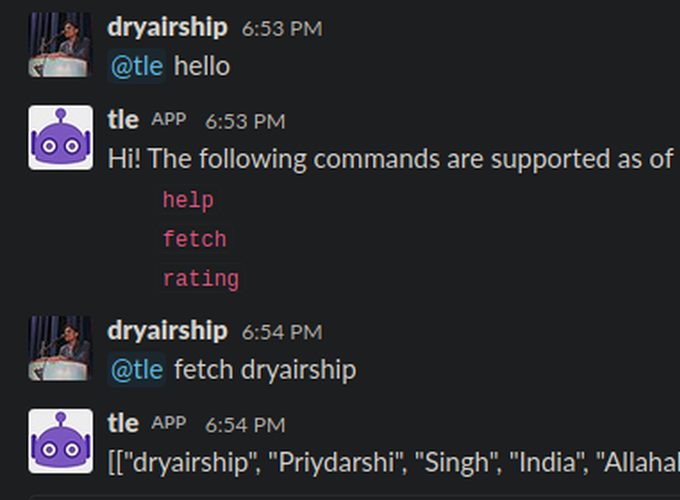 dryairship 6:53 PM
@tle hello
tle APP 6:53 PM
Hi! The following commands are supported as of
help
fetch
rating
dryairship 6:54 PM
@tle fetch dryairship
tle APP 6:54 PM
[["dryairship", "Priydarshi", "Singh", "India", "Allahal